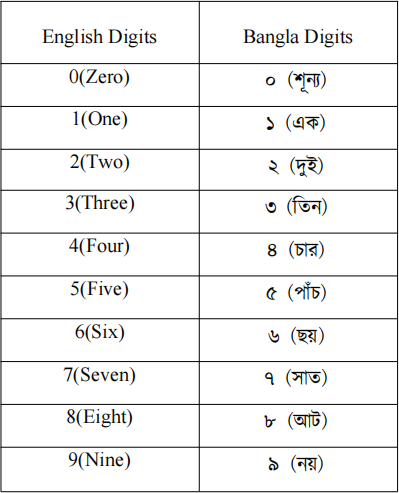 English Digits Bangla Digits
0(Zero) ০ (শূন্য)
1(One) ১ (এক)
2(Two) ২ (দুই)
3(Three) ৩ (তিন)
4(Four) ৪ (চার)
5(Five) ৫ (পাঁচ)
6(Six) ৬ (ছয়)
7(Seven) ৭ (সাত)
8(Eight) ৮ (আট)
9(Nine) ৯ (নয়)